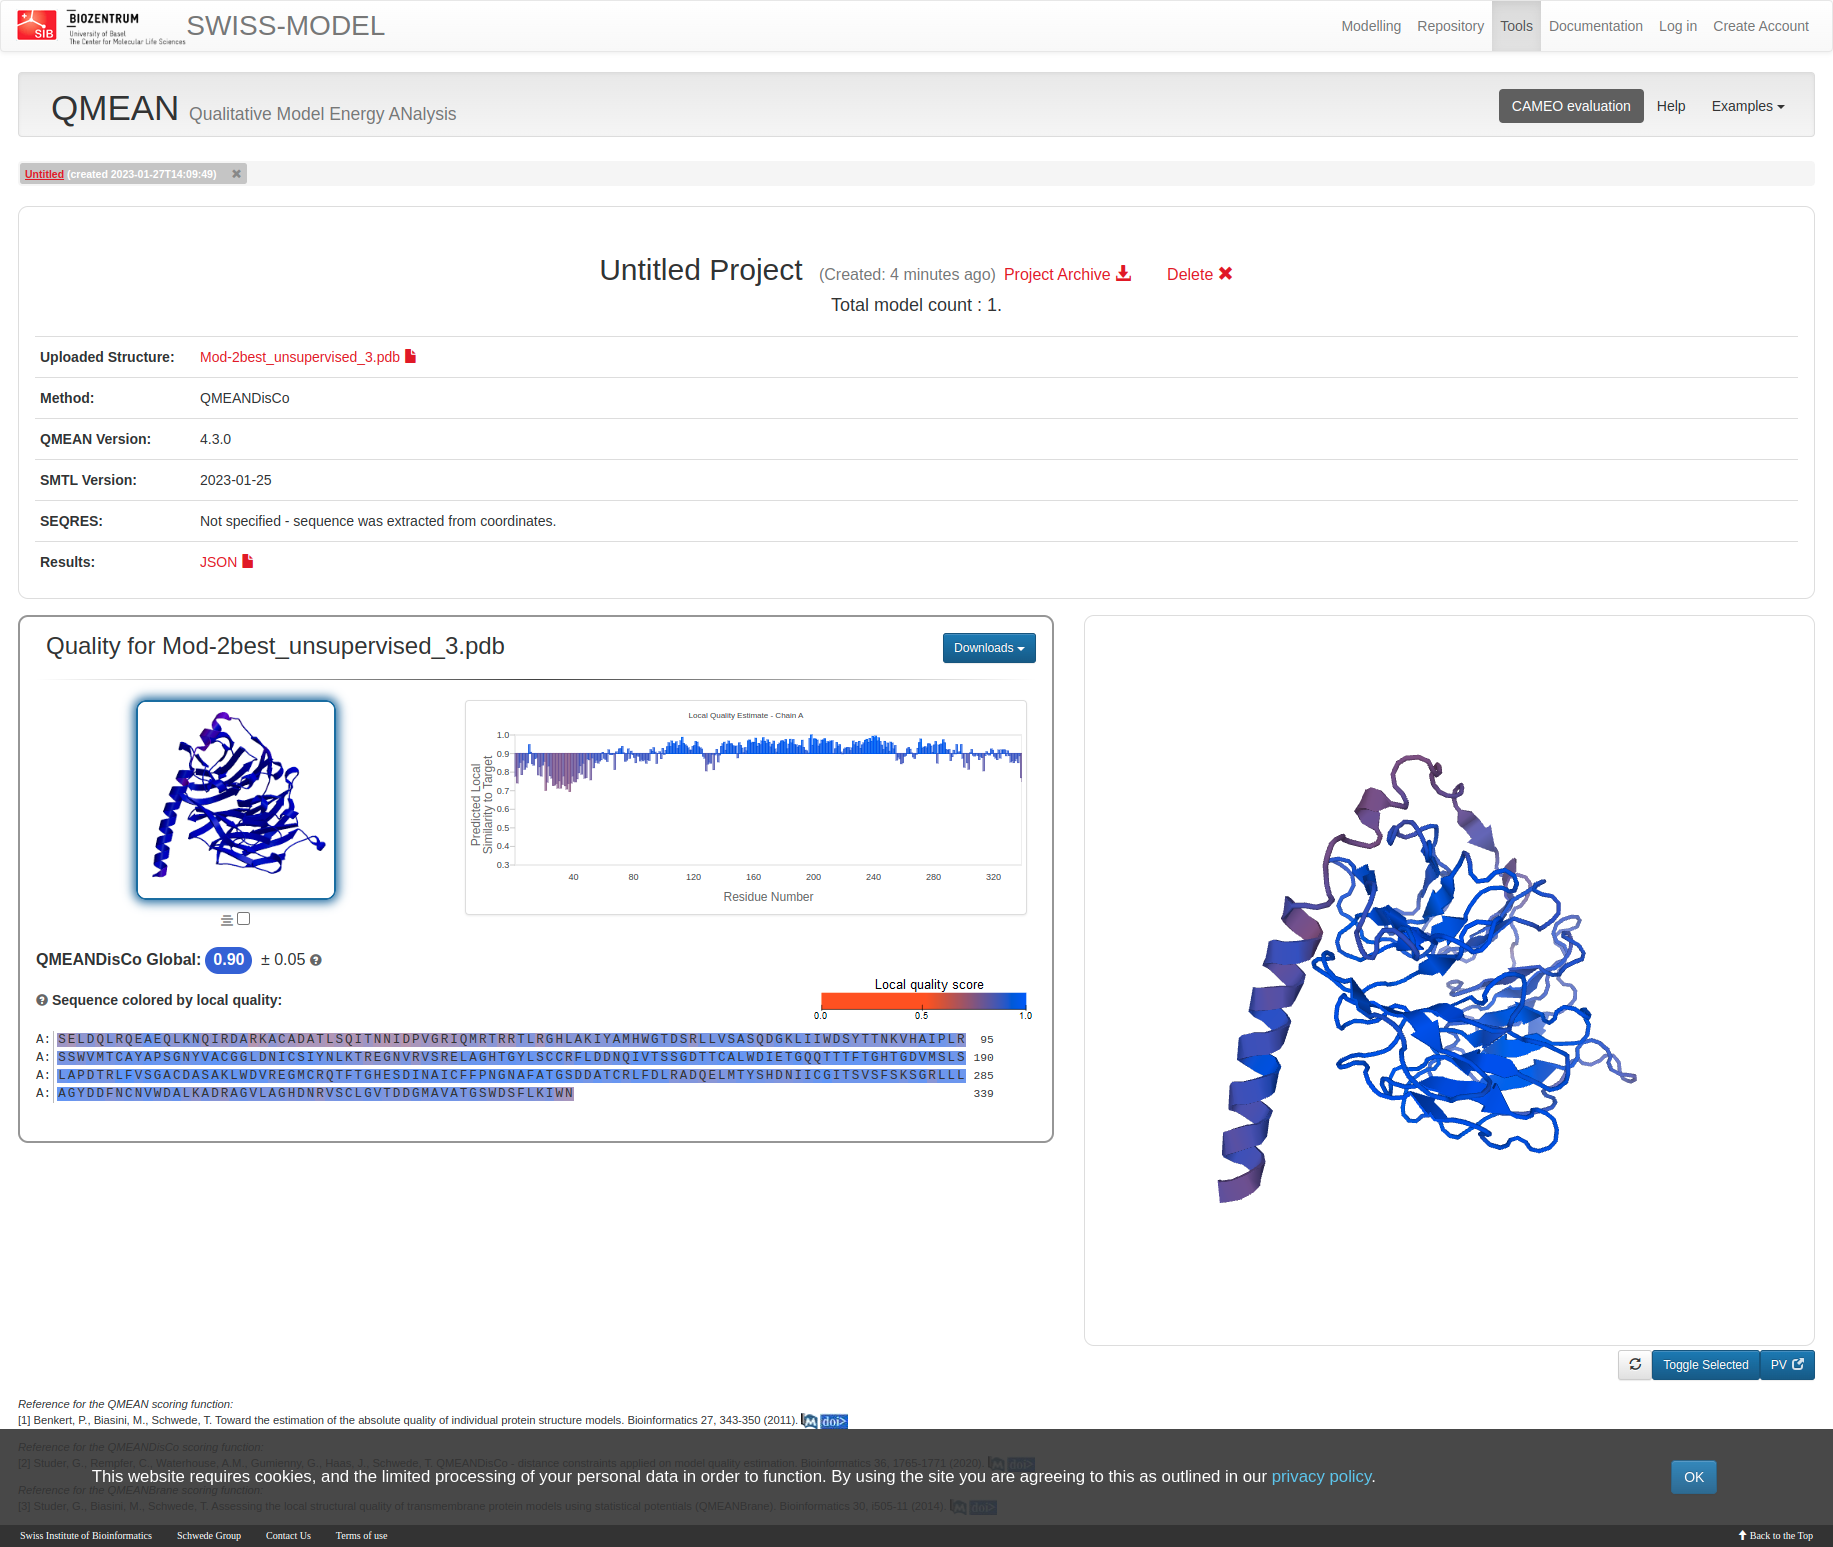 SIB
BIOZENTRUM
University of Basel
The Center for Molecular Life Sciences
SWISS-MODEL
Modelling Repository Tools Documentation Log in Create Account
QMEAN Qualitative Model Energy ANalysis
CAMEO evaluation Help Examples
Untitled (created 2023-01-27T14:09:49)
Untitled Project (Created: 4 minutes ago) Project Archive Delete
Total model count : 1.
Uploaded Structure: Mod-2best_unsupervised_3.pdb
Method: QMEANDisCo
QMEAN Version: 4.3.0
SMTL Version: 2023-01-25
SEQRES: Not specified - sequence was extracted from coordinates.
Results: JSON
Quality for Mod-2best_unsupervised_3.pdb
Downloads
Local Quality Estimate - Chain A
Predicted Local
Similarity to Target
1.0
0.9
0.8
0.7
0.6
0.5
0.4
0.3
40 80 120 160 200 240 280 320
Residue Number
QMEANDisCo Global: 0.90 ± 0.05
Sequence colored by local quality:
Local quality score
0.0 0.5 1.0
A: SELDQLRQEAEQLKNQIRDARKACADATLSQITNNIDPVGRIQMRTRRTLRGHLAKIYAMHWGTDSRLLVSASQDGKLIIWDSYTTNKVHAIPLR 95
A: SSWVMTCAYAPSGNYVACGGLDNICSIYNLKTREGNVRVSRELAGHTGYLSCCRFLDDNQIVTSSGDTTCALWDIETGQQTTTFTGHTGDVMSLS 190
A: LAPDTRLFVSGACDASAKLWDVREGMCRQTFTGHESDINAICFFPNGNAFATGSDDATCRLFDLRADQELMTYSHDNIICGITSVSFSKSGRLLL 285
A: AGYDDFNCNVWDALKADRAGVLAGHDNRVSCLGVTDDGMAVATGSWDSFLKIWN 339
Toggle Selected
PV
Reference for the QMEAN scoring function:
[1] Benkert, P., Biasini, M., Schwede, T. Toward the estimation of the absolute quality of individual protein structure models. Bioinformatics 27, 343-350 (2011). doi>
Reference for the QMEANDisCo scoring function:
[2] Studer, G., Rempfer, C., Waterhouse, A.M., Gumienny, G., Haas, J., Schwede, T. QMEANDisCo - distance constraints applied on model quality estimation. Bioinformatics 36, 1765-1771 (2020). doi>
This website requires cookies, and the limited processing of your personal data in order to function. By using the site you are agreeing to this as outlined in our privacy policy.
OK
Reference for the QMEANBrane scoring function:
[3] Studer, G., Biasini, M., Schwede, T. Assessing the local structural quality of transmembrane protein models using statistical potentials (QMEANBrane). Bioinformatics 30, i505-11 (2014). doi>
Swiss Institute of Bioinformatics Schwede Group Contact Us Terms of use Back to the Top